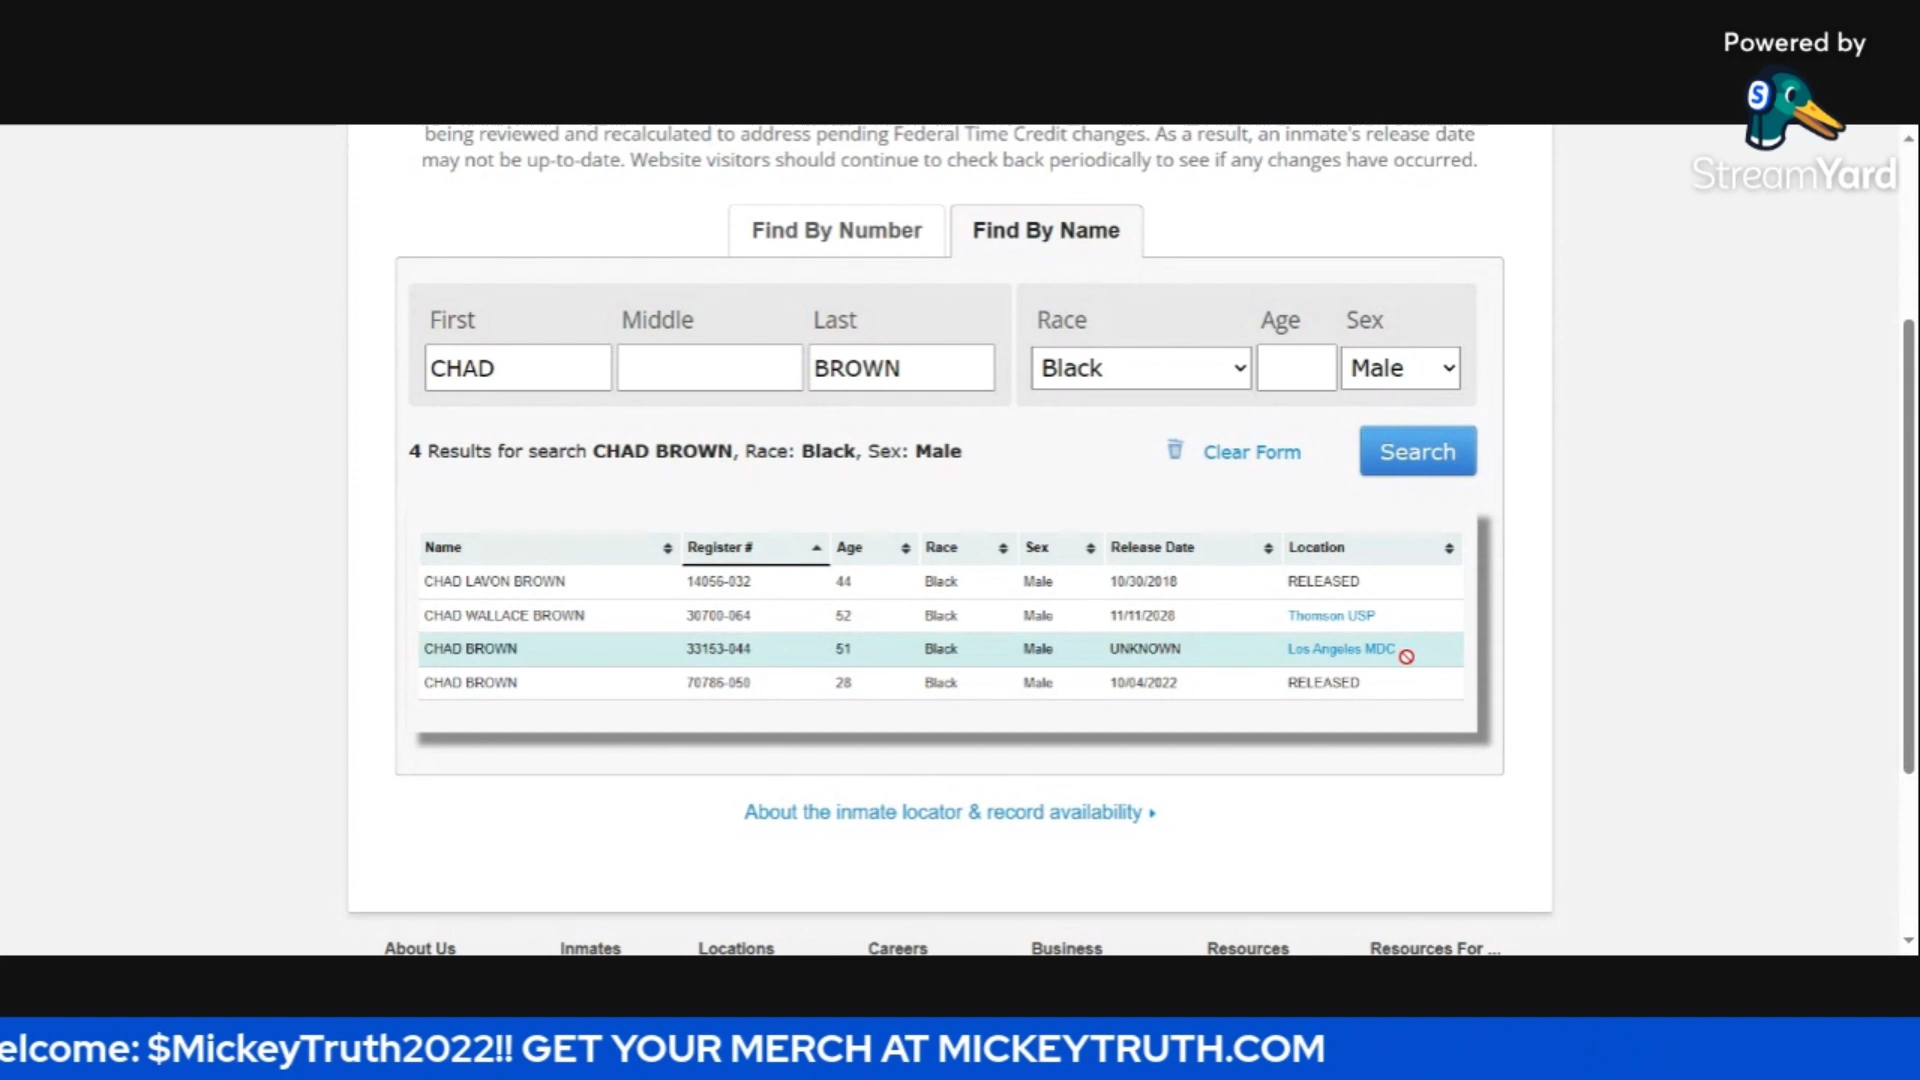 Powered by
StreamYard
being reviewed and recalculated to address pending Federal Time Credit changes. As a result, an inmate's release date
may not be up-to-date. Website visitors should continue to check back periodically to see if any changes have occurred.
Find By Number Find By Name
First Middle Last Race Age Sex
CHAD BROWN Black Male
4 Results for search CHAD BROWN, Race: Black, Sex: Male Clear Form Search
Name Register # Age Race Sex Release Date Location
CHAD LAVON BROWN 14056-032 44 Black Male 10/30/2018 RELEASED
CHAD WALLACE BROWN 30700-064 52 Black Male 11/11/2028 Thomson USP
CHAD BROWN 33153-044 51 Black Male UNKNOWN Los Angeles MDC
CHAD BROWN 70786-050 28 Black Male 10/04/2022 RELEASED
About the inmate locator & record availability
About Us Inmates Locations Careers Business Resources Resources For ...
elcome: $MickeyTruth2022!! GET YOUR MERCH AT MICKEYTRUTH.COM